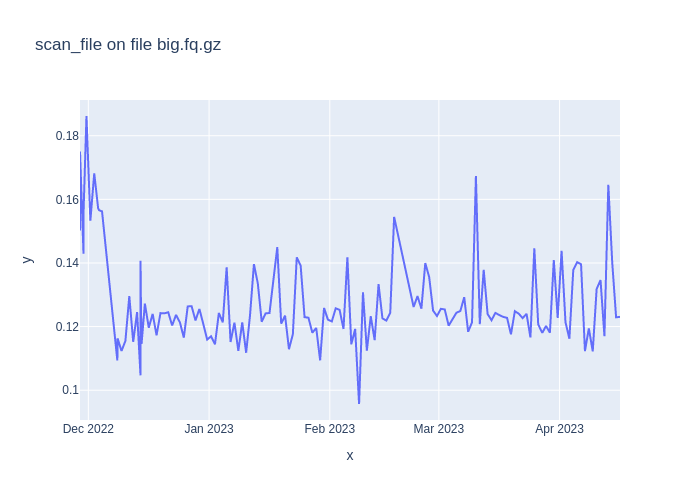 scan_file on file big.fq.gz
0.18
0.16
0.14
0.12
0.1
y
Dec 2022
Jan 2023
Feb 2023
Mar 2023
Apr 2023
x